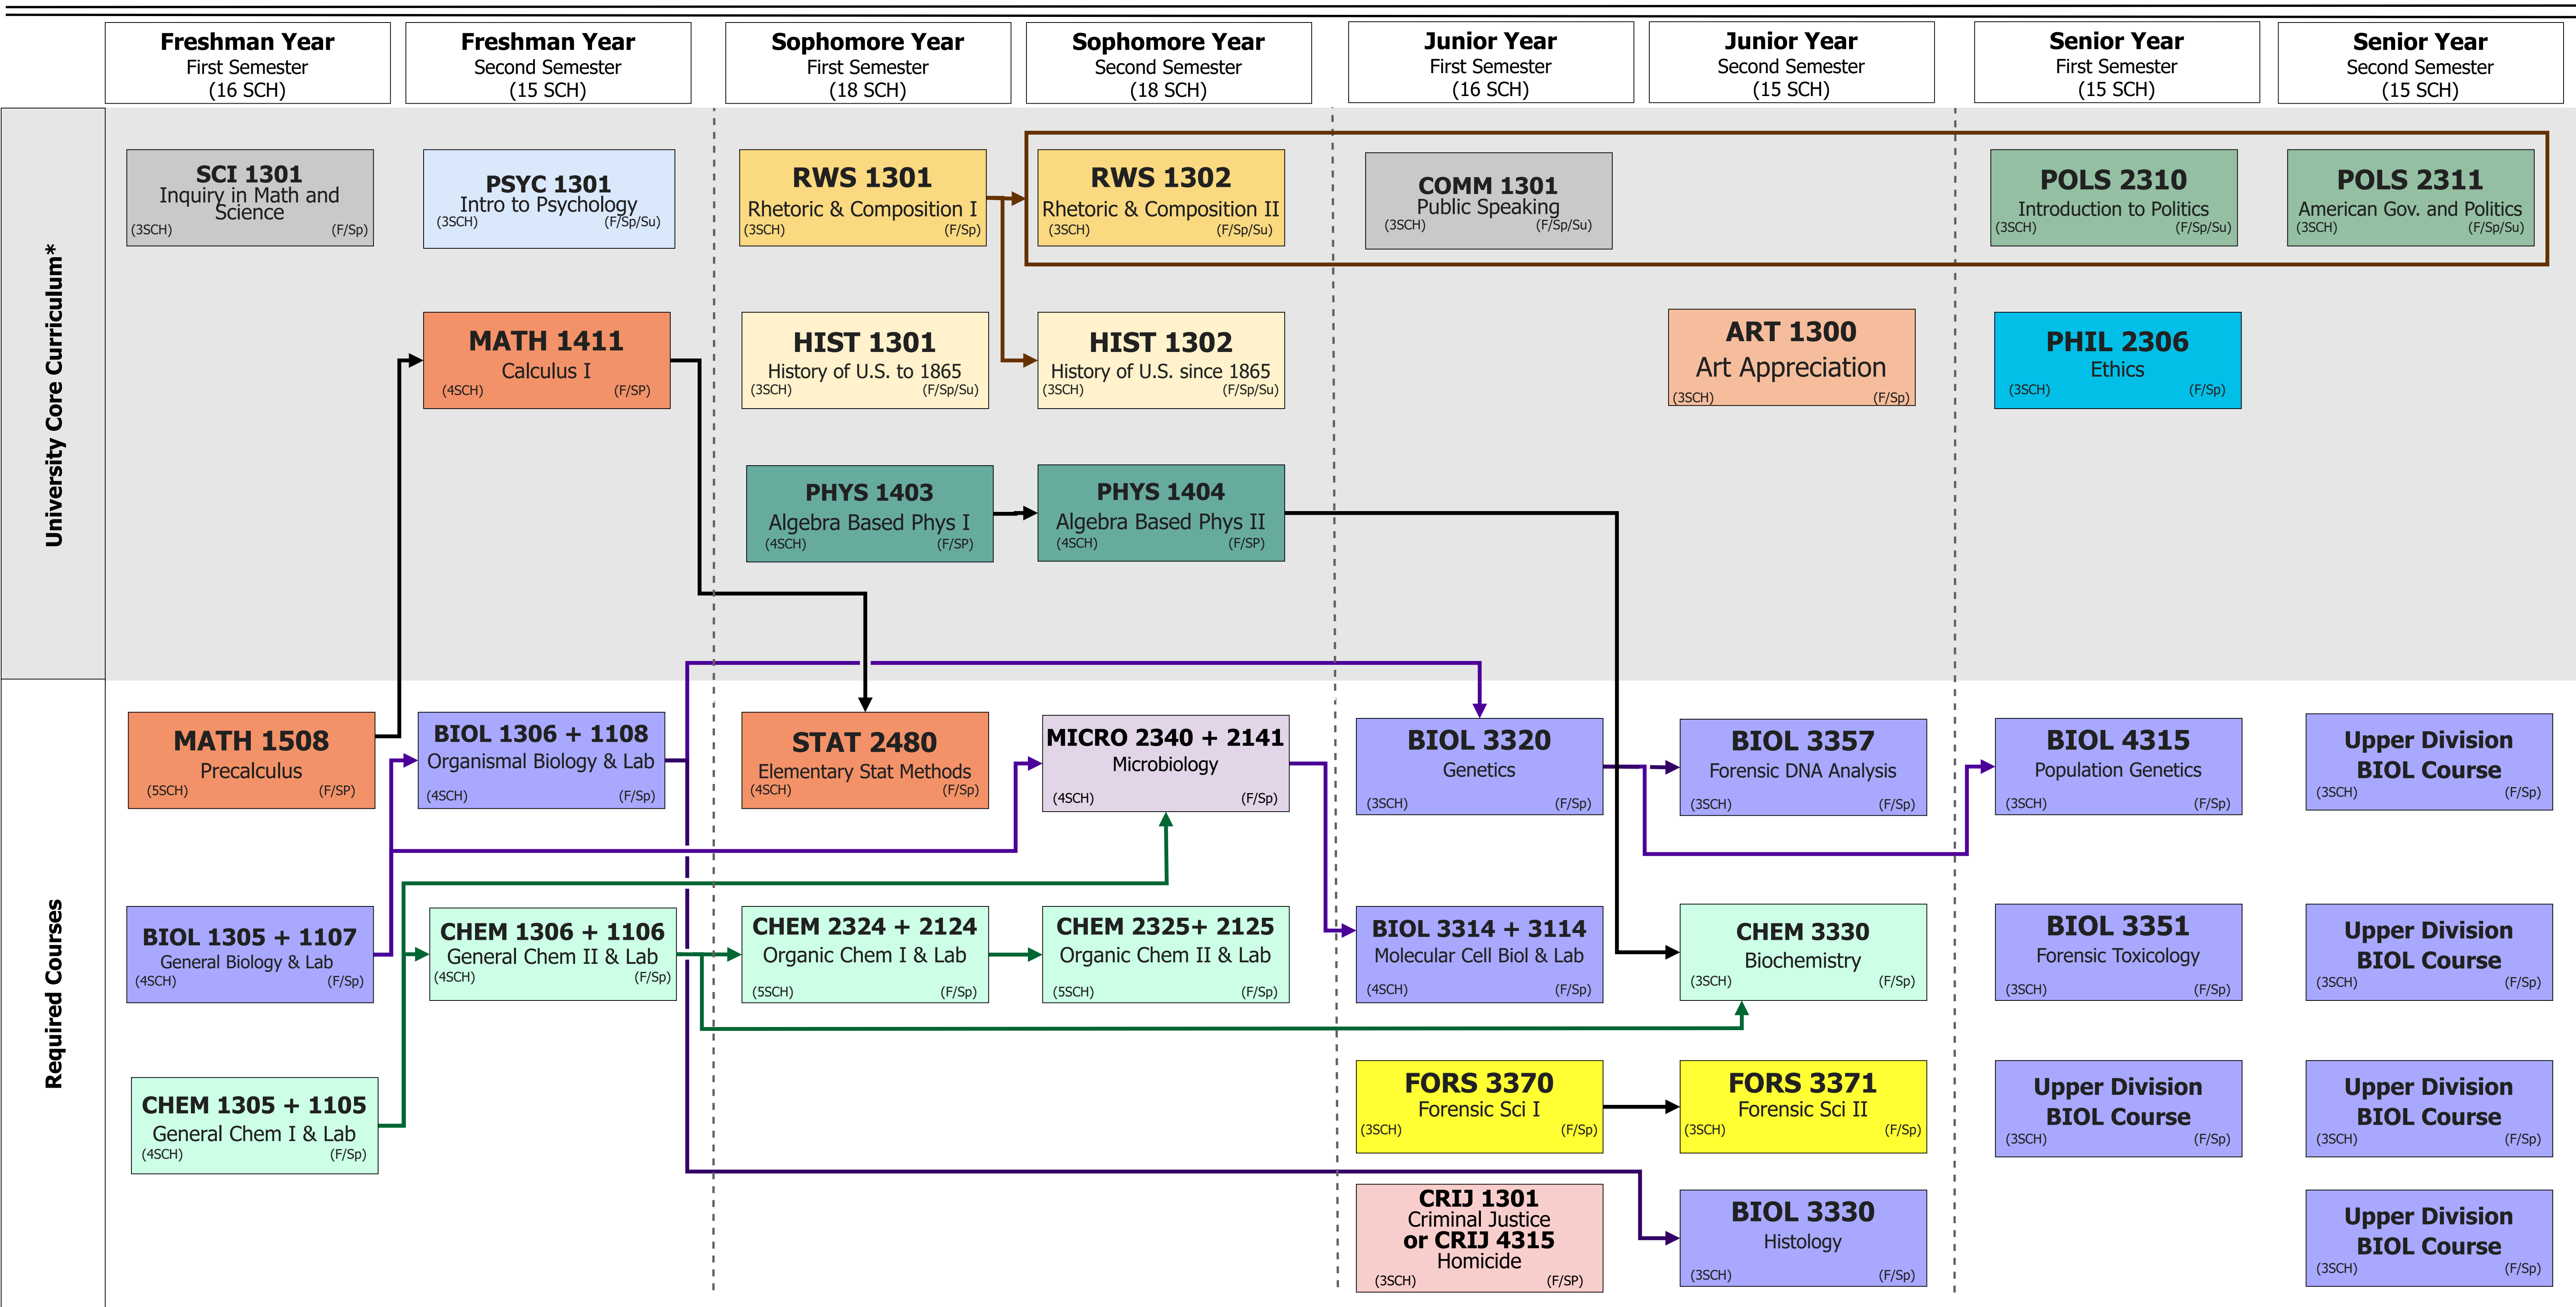 Freshman Year
First Semester
(16 SCH)
Freshman Year
Second Semester
(15 SCH)
Sophomore Year
First Semester
(18 SCH)
Sophomore Year
Second Semester
(18 SCH)
Junior Year
First Semester
(16 SCH)
Junior Year
Second Semester
(15 SCH)
Senior Year
First Semester
(15 SCH)
Senior Year
Second Semester
(15 SCH)
University Core Curriculum*
SCI 1301
Inquiry in Math and
Science
(3SCH) (F/Sp)
PSYC 1301
Intro to Psychology
(3SCH) (F/Sp/Su)
RWS 1301
Rhetoric & Composition I
(3SCH) (F/Sp)
RWS 1302
Rhetoric & Composition II
(3SCH) (F/Sp/Su)
COMM 1301
Public Speaking
(3SCH) (F/Sp/Su)
POLS 2310
Introduction to Politics
(3SCH) (F/Sp/Su)
POLS 2311
American Gov. and Politics
(3SCH) (F/Sp/Su)
MATH 1411
Calculus I
(4SCH) (F/SP)
HIST 1301
History of U.S. to 1865
(3SCH) (F/Sp/Su)
HIST 1302
History of U.S. since 1865
(3SCH) (F/Sp/Su)
ART 1300
Art Appreciation
(3SCH) (F/Sp)
PHIL 2306
Ethics
(3SCH) (F/Sp)
PHYS 1403
Algebra Based Phys I
(4SCH) (F/SP)
PHYS 1404
Algebra Based Phys II
(4SCH) (F/SP)
Required Courses
MATH 1508
Precalculus
(5SCH) (F/SP)
BIOL 1306 + 1108
Organismal Biology & Lab
(4SCH) (F/Sp)
STAT 2480
Elementary Stat Methods
(4SCH) (F/Sp)
MICRO 2340 + 2141
Microbiology
(4SCH) (F/Sp)
BIOL 3320
Genetics
(3SCH) (F/Sp)
BIOL 3357
Forensic DNA Analysis
(3SCH) (F/Sp)
BIOL 4315
Population Genetics
(3SCH) (F/Sp)
Upper Division
BIOL Course
(3SCH) (F/Sp)
BIOL 1305 + 1107
General Biology & Lab
(4SCH) (F/Sp)
CHEM 1306 + 1106
General Chem II & Lab
(4SCH) (F/Sp)
CHEM 2324 + 2124
Organic Chem I & Lab
(5SCH) (F/Sp)
CHEM 2325+ 2125
Organic Chem II & Lab
(5SCH) (F/Sp)
BIOL 3314 + 3114
Molecular Cell Biol & Lab
(4SCH) (F/Sp)
CHEM 3330
Biochemistry
(3SCH) (F/Sp)
BIOL 3351
Forensic Toxicology
(3SCH) (F/Sp)
Upper Division
BIOL Course
(3SCH) (F/Sp)
CHEM 1305 + 1105
General Chem I & Lab
(4SCH) (F/Sp)
FORS 3370
Forensic Sci I
(3SCH) (F/Sp)
FORS 3371
Forensic Sci II
(3SCH) (F/Sp)
Upper Division
BIOL Course
(3SCH) (F/Sp)
Upper Division
BIOL Course
(3SCH) (F/Sp)
CRIJ 1301
Criminal Justice
or CRIJ 4315
Homicide
(3SCH) (F/SP)
BIOL 3330
Histology
(3SCH) (F/Sp)
Upper Division
BIOL Course
(3SCH) (F/Sp)